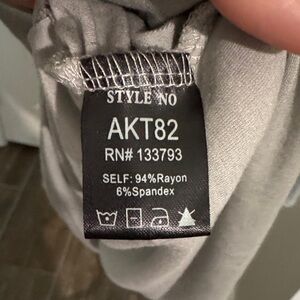 STYLE NO
AKT82
RN# 133793
SELF: 94%Rayon
6%Spandex